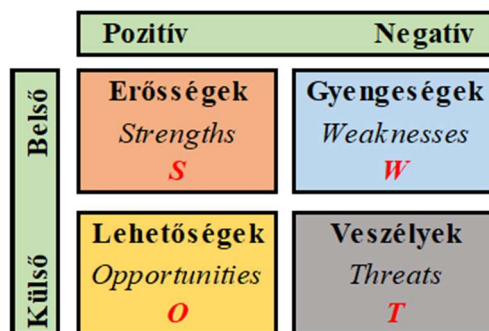 Pozitív Negatív
Belső
Erősségek
Strengths
S
Gyengeségek
Weaknesses
W
Külső
Lehetőségek
Opportunities
O
Veszélyek
Threats
T